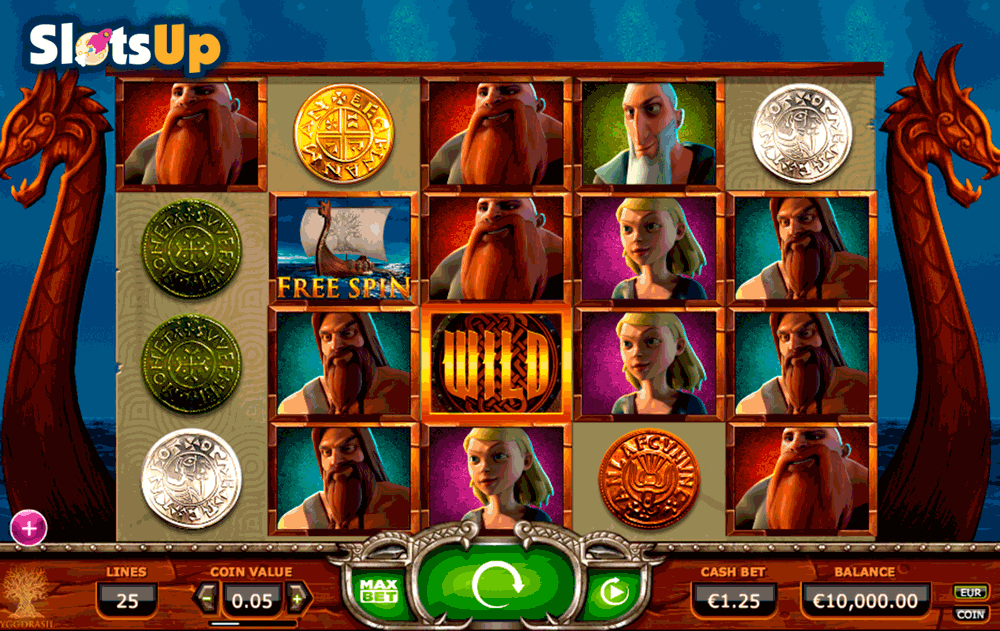 SlotsUp
FREE SPIN
WILD
LINES
25
COIN VALUE
-
0.05
+
MAX
BET
CASH BET
€1.25
BALANCE
€10,000.00
EUR
COIN
YGGDRASIL